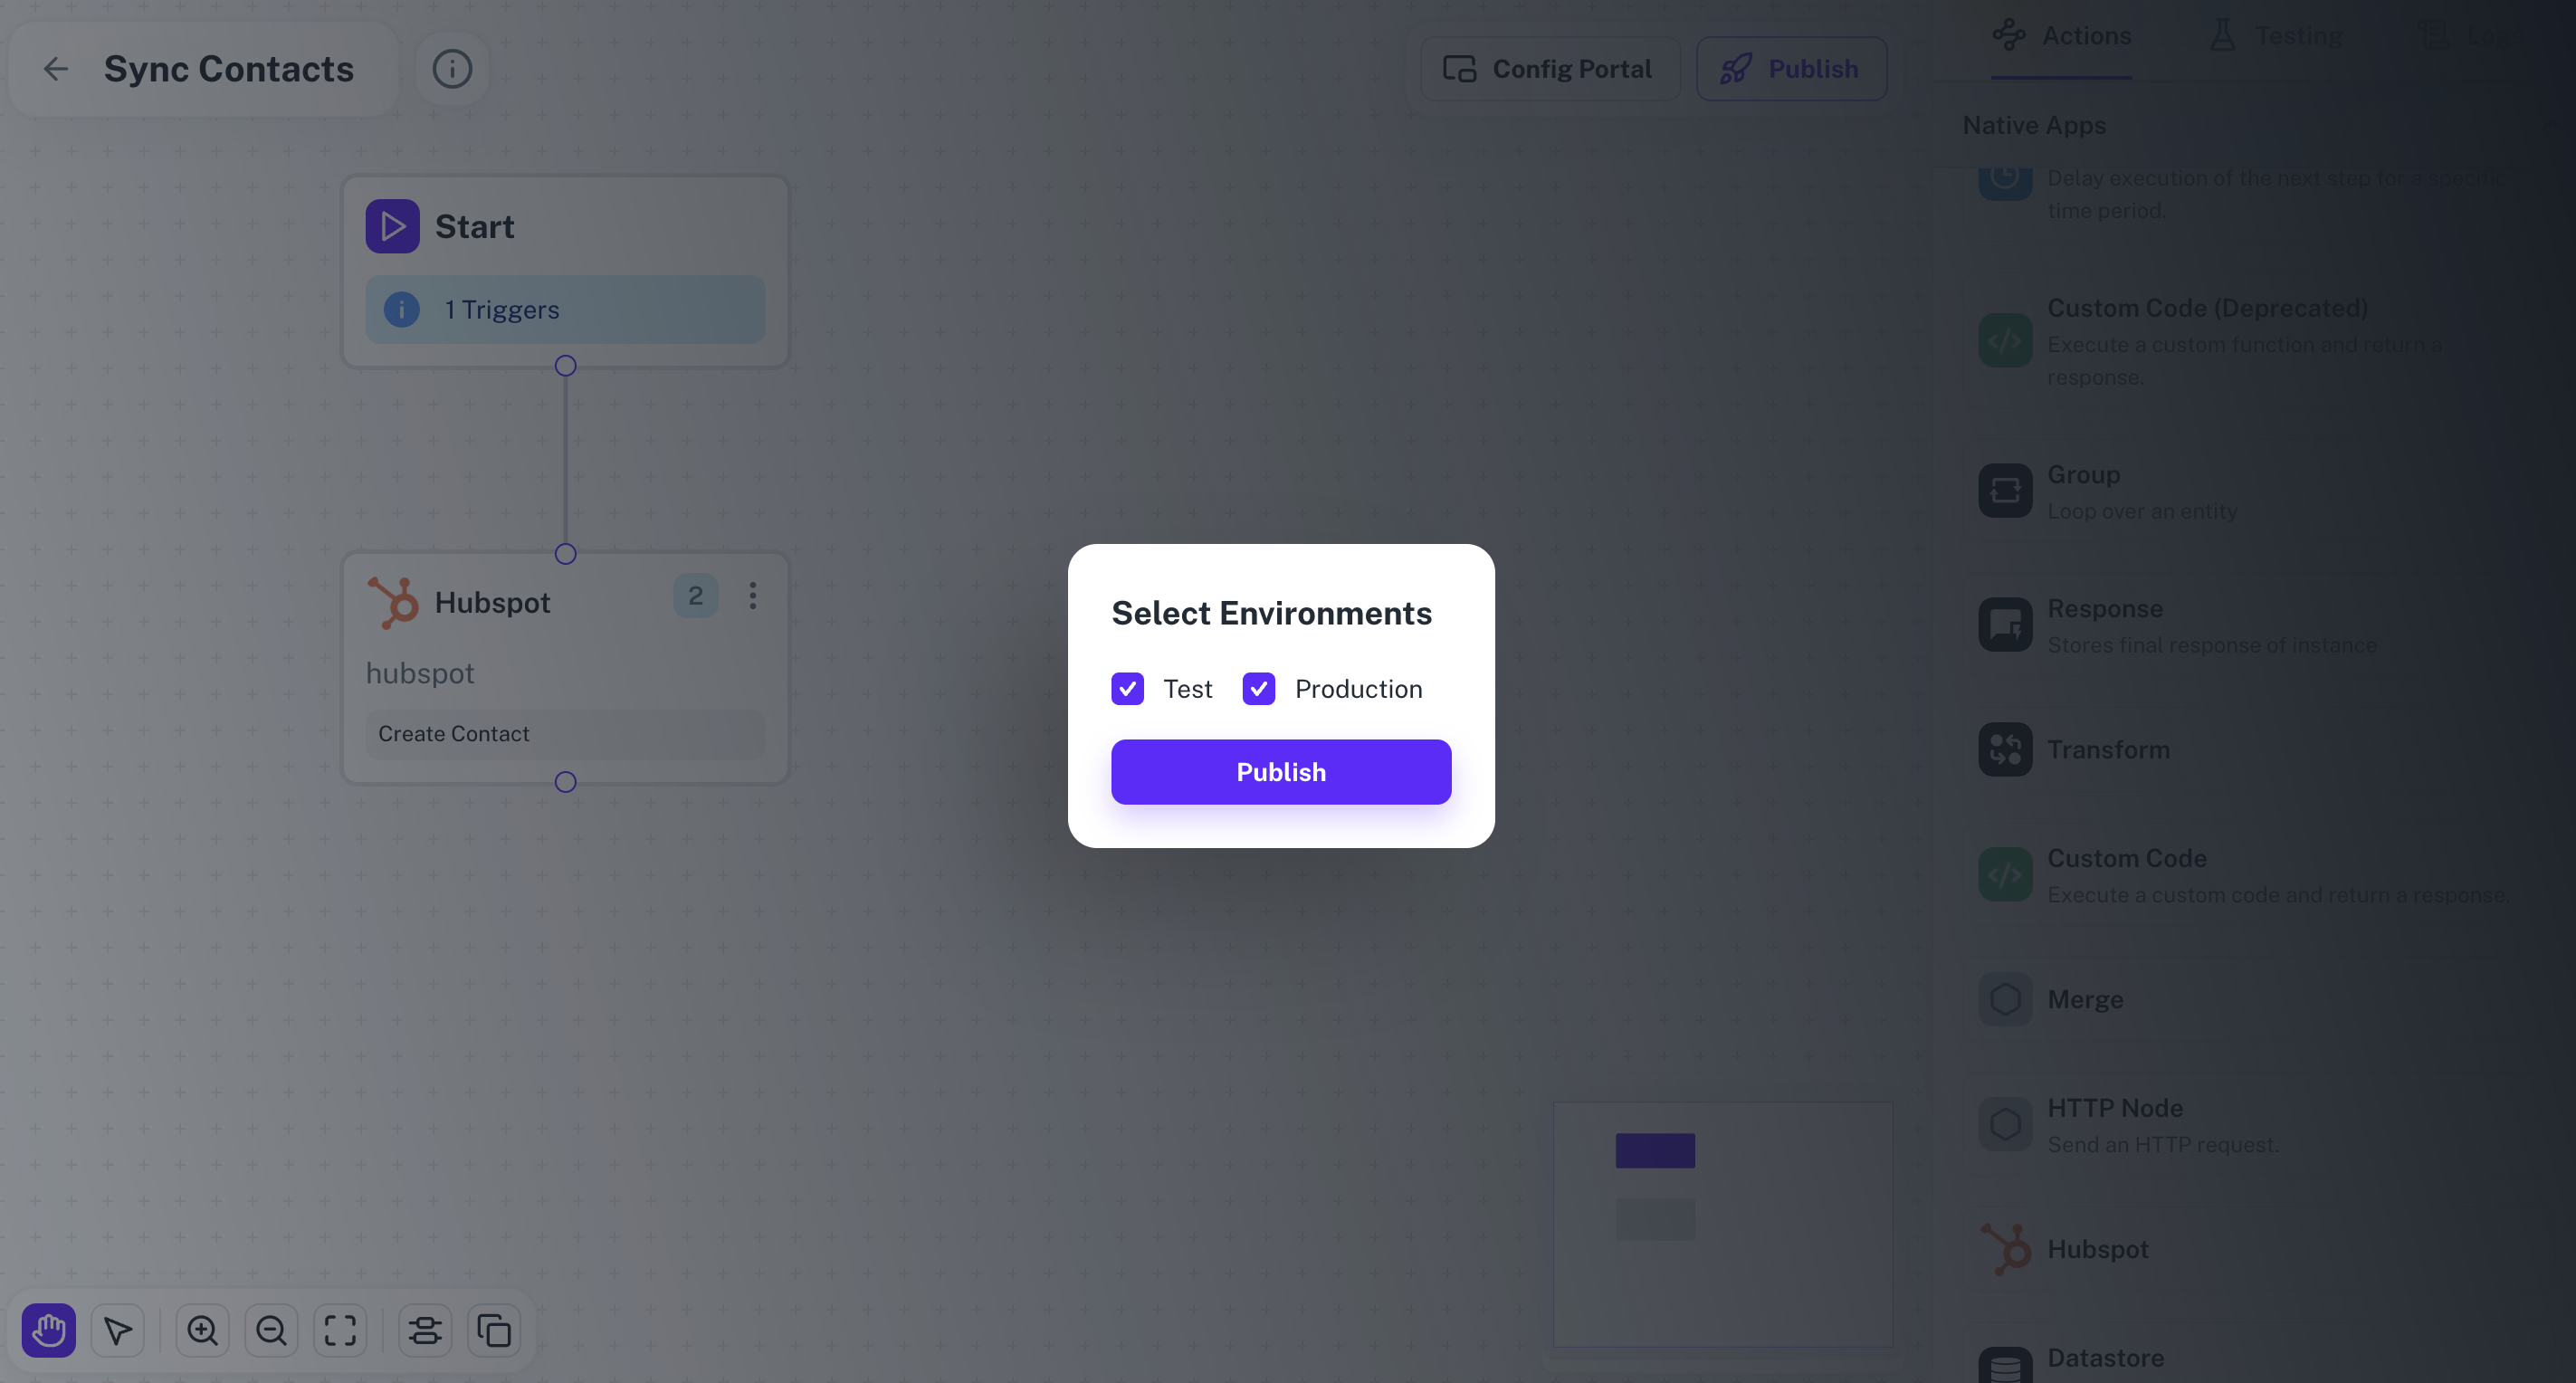 Sync Contacts
Config Portal
Publish
Actions
Testing
Logs
Native Apps
Start
1 Triggers
Hubspot
2
hubspot
Create Contact
Select Environments
Test
Production
Publish
Delay execution of the next step for a specific
time period.
Custom Code (Deprecated)
Execute a custom function and return a
response.
Group
Loop over an entity
Response
Stores final response of instance
Transform
Custom Code
Execute a custom code and return a response.
Merge
HTTP Node
Send an HTTP request.
Hubspot
Datastore